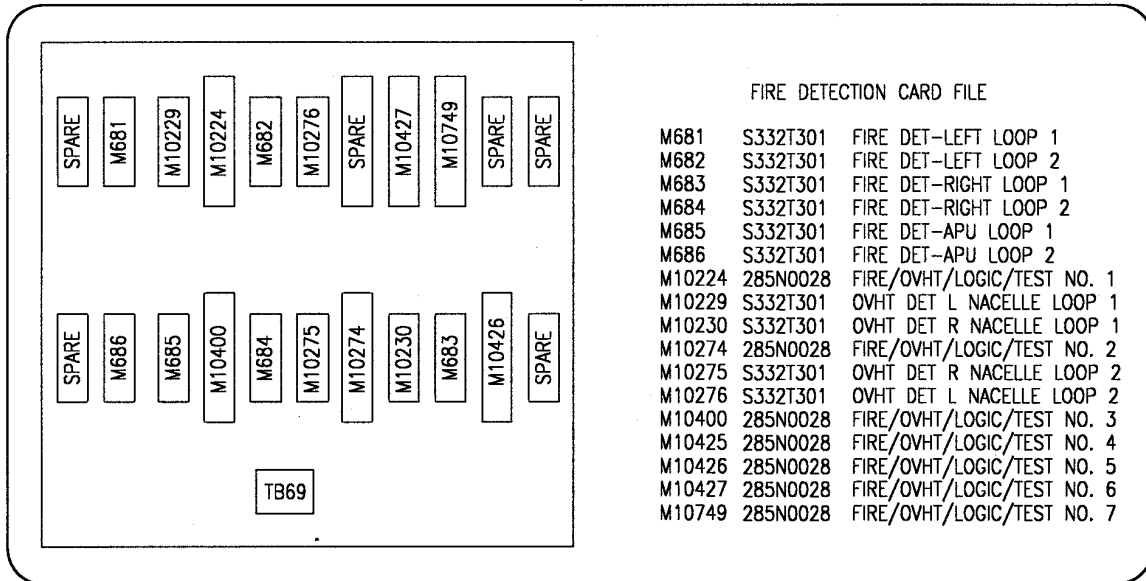 SPARE
M681
M10229
M10224
M682
M10276
SPARE
M10427
M10749
SPARE
SPARE
SPARE
M686
M685
M10400
M684
M10275
M10274
M10230
M683
M10426
SPARE
TB69
FIRE DETECTION CARD FILE
M681 S332T301 FIRE DET-LEFT LOOP 1
M682 S332T301 FIRE DET-LEFT LOOP 2
M683 S332T301 FIRE DET-RIGHT LOOP 1
M684 S332T301 FIRE DET-RIGHT LOOP 2
M685 S332T301 FIRE DET-APU LOOP 1
M686 S332T301 FIRE DET-APU LOOP 2
M10224 285N0028 FIRE/OVHT/LOGIC/TEST NO. 1
M10229 S332T301 OVHT DET L NACELLE LOOP 1
M10230 S332T301 OVHT DET R NACELLE LOOP 1
M10274 285N0028 FIRE/OVHT/LOGIC/TEST NO. 2
M10275 S332T301 OVHT DET R NACELLE LOOP 2
M10276 S332T301 OVHT DET L NACELLE LOOP 2
M10400 285N0028 FIRE/OVHT/LOGIC/TEST NO. 3
M10425 285N0028 FIRE/OVHT/LOGIC/TEST NO. 4
M10426 285N0028 FIRE/OVHT/LOGIC/TEST NO. 5
M10427 285N0028 FIRE/OVHT/LOGIC/TEST NO. 6
M10749 285N0028 FIRE/OVHT/LOGIC/TEST NO. 7